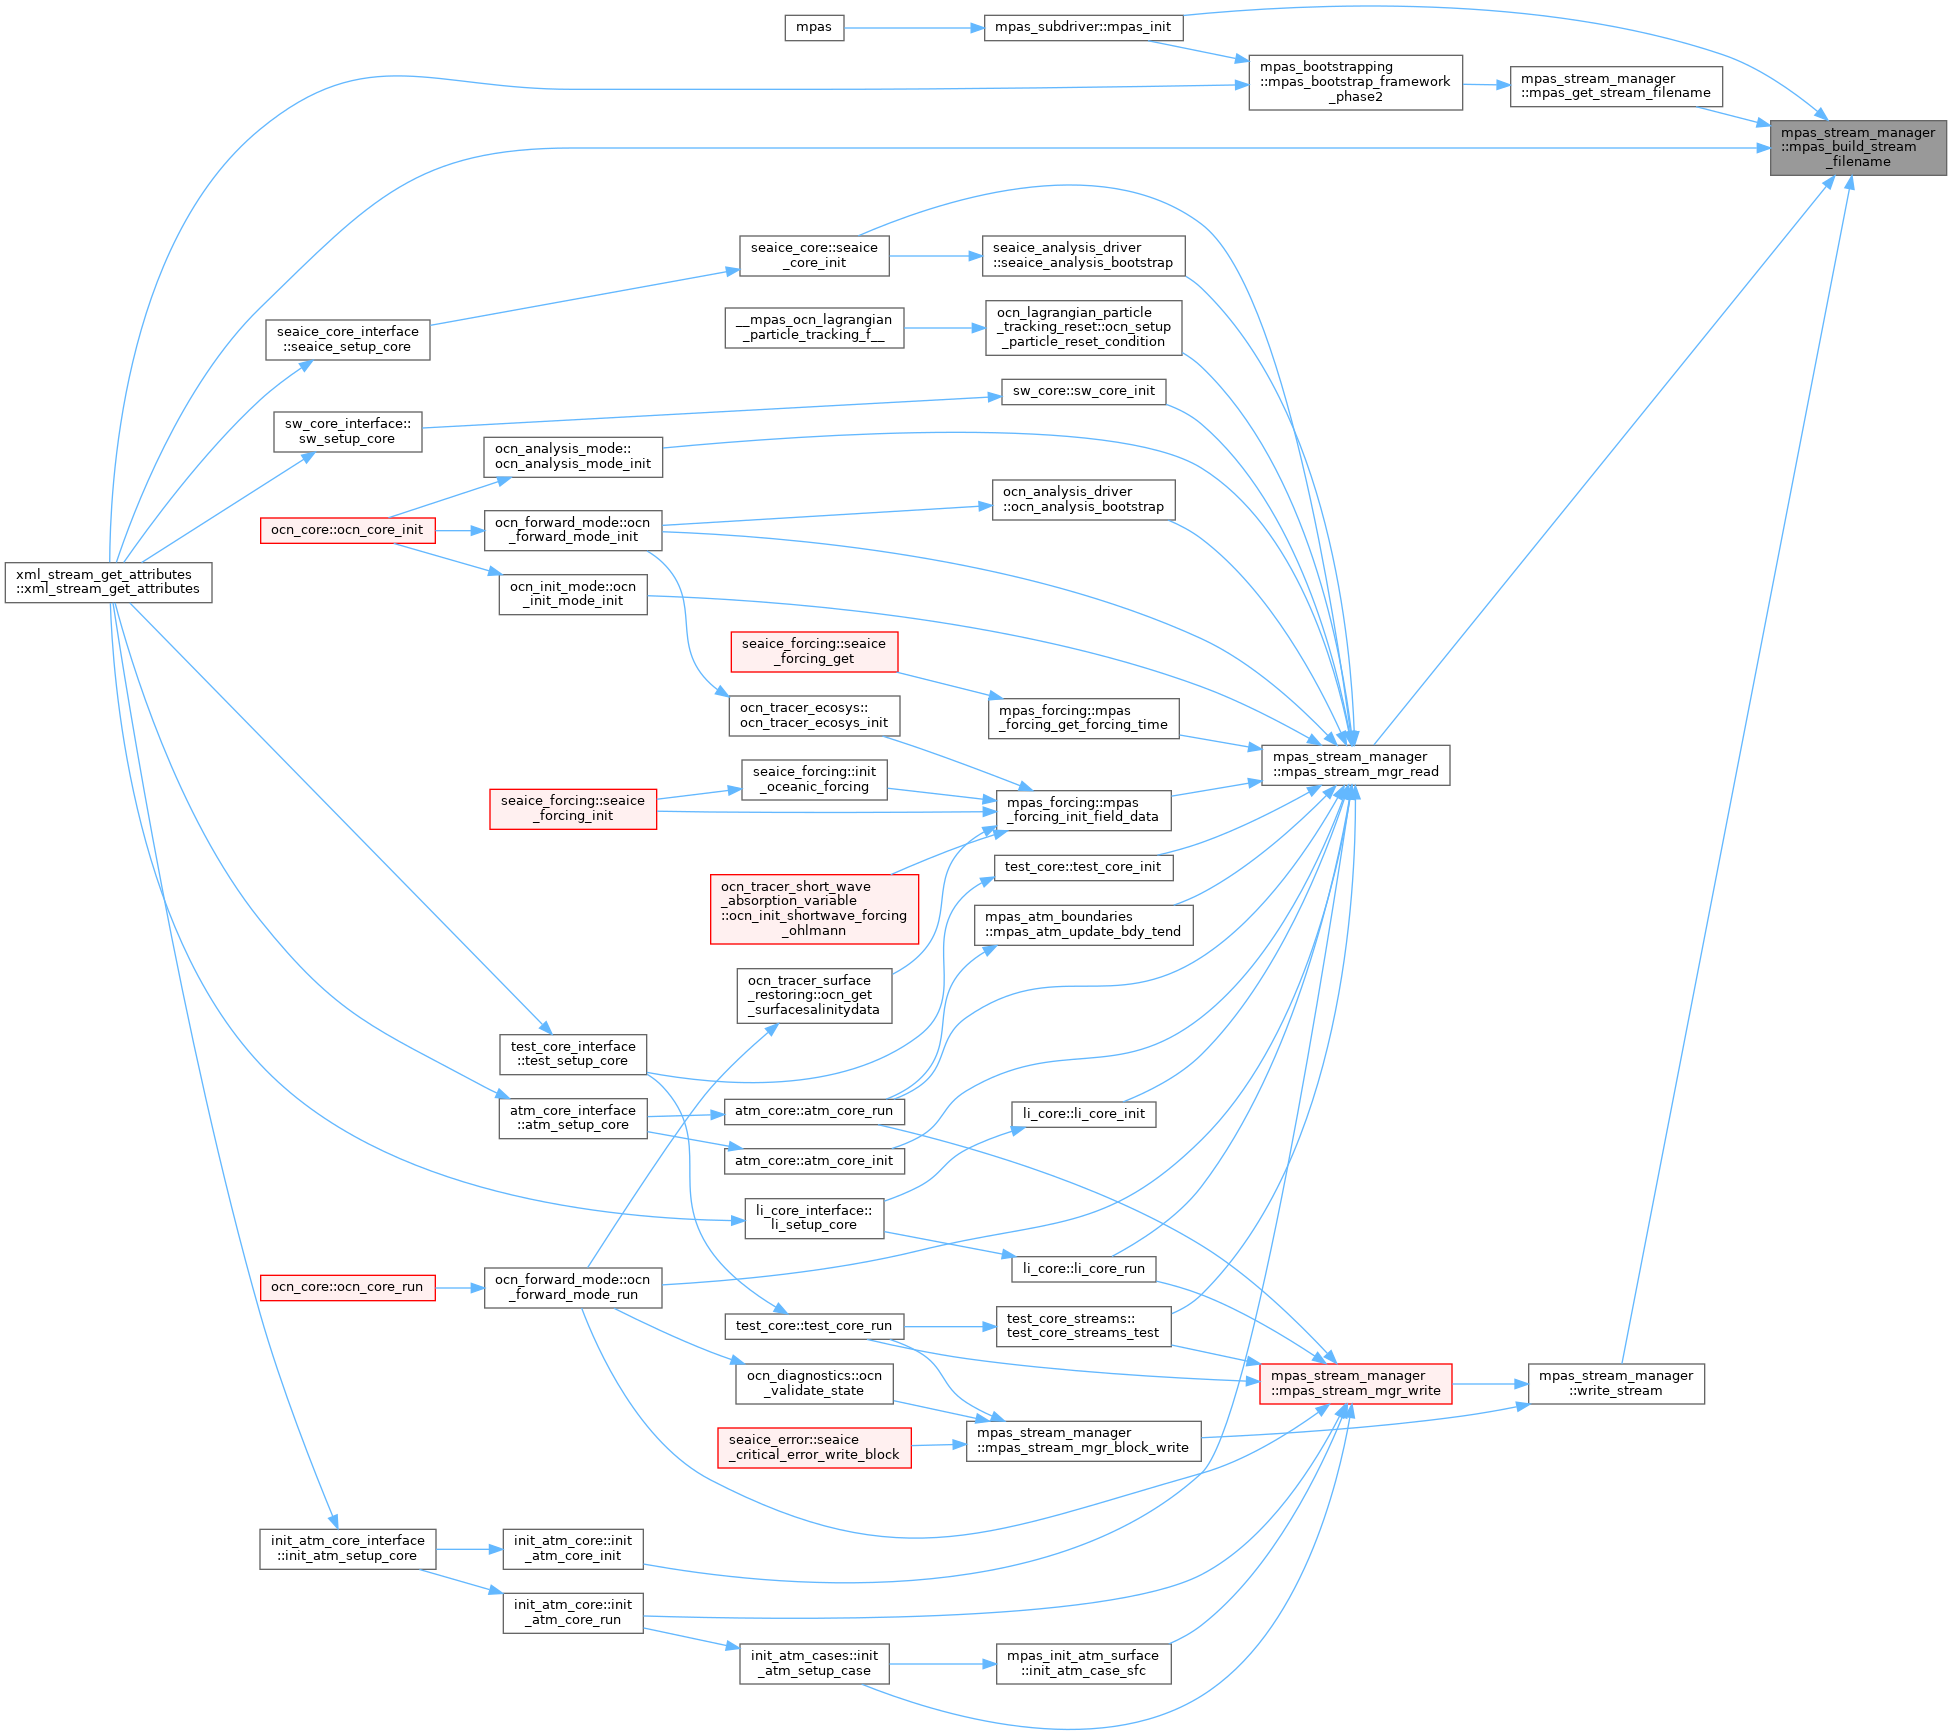 mpas
mpas_subdriver::mpas_init
mpas_bootstrapping
::mpas_bootstrap_framework
_phase2
mpas_stream_manager
::mpas_get_stream_filename
mpas_stream_manager
::mpas_build_stream
_filename
seaice_core::seaice
_core_init
seaice_analysis_driver
::seaice_analysis_bootstrap
seaice_core_interface
::seaice_setup_core
__mpas_ocn_lagrangian
_particle_tracking_f__
ocn_lagrangian_particle
_tracking_reset::ocn_setup
_particle_reset_condition
sw_core::sw_core_init
sw_core_interface::
sw_setup_core
ocn_analysis_mode::
ocn_analysis_mode_init
ocn_analysis_driver
::ocn_analysis_bootstrap
ocn_core::ocn_core_init
ocn_forward_mode::ocn
_forward_mode_init
xml_stream_get_attributes
::xml_stream_get_attributes
ocn_init_mode::ocn
_init_mode_init
seaice_forcing::seaice
_forcing_get
ocn_tracer_ecosys::
ocn_tracer_ecosys_init
mpas_forcing::mpas
_forcing_get_forcing_time
mpas_stream_manager
::mpas_stream_mgr_read
seaice_forcing::init
_oceanic_forcing
seaice_forcing::seaice
_forcing_init
mpas_forcing::mpas
_forcing_init_field_data
test_core::test_core_init
ocn_tracer_short_wave
_absorption_variable
::ocn_init_shortwave_forcing
_ohlmann
mpas_atm_boundaries
::mpas_atm_update_bdy_tend
ocn_tracer_surface
_restoring::ocn_get
_surfacesalinitydata
test_core_interface
::test_setup_core
atm_core_interface
::atm_setup_core
atm_core::atm_core_run
li_core::li_core_init
atm_core::atm_core_init
li_core_interface::
li_setup_core
li_core::li_core_run
ocn_core::ocn_core_run
ocn_forward_mode::ocn
_forward_mode_run
test_core::test_core_run
test_core_streams::
test_core_streams_test
ocn_diagnostics::ocn
_validate_state
mpas_stream_manager
::mpas_stream_mgr_write
mpas_stream_manager
::write_stream
seaice_error::seaice
_critical_error_write_block
mpas_stream_manager
::mpas_stream_mgr_block_write
init_atm_core_interface
::init_atm_setup_core
init_atm_core::init
_atm_core_init
init_atm_core::init
_atm_core_run
init_atm_cases::init
_atm_setup_case
mpas_init_atm_surface
::init_atm_case_sfc